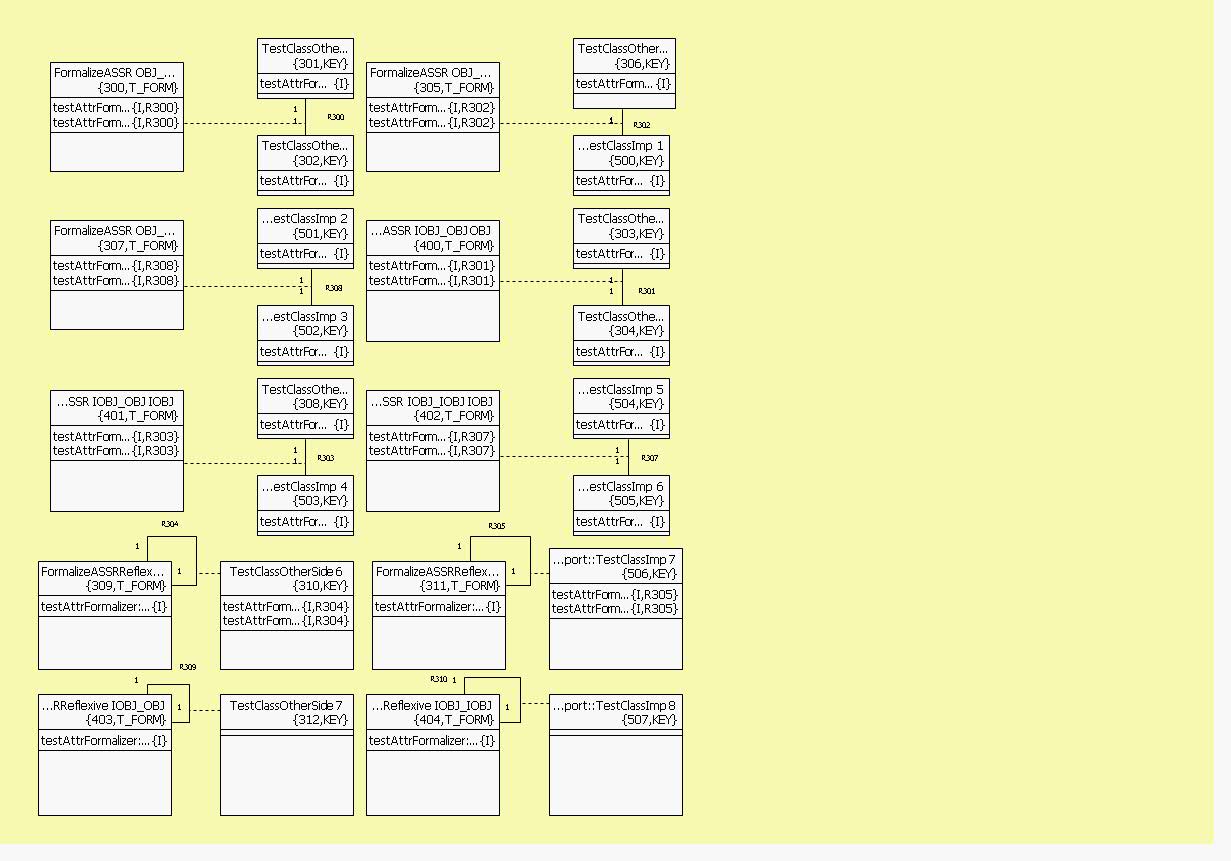 TestClassOthe...
{301,KEY}
testAttrFor... {I}
TestClassOther...
{306,KEY}
testAttrForm... {I}
FormalizeASSR OBJ_...
{300,T_FORM}
testAttrForm... {I,R300}
testAttrForm... {I,R300}
1
1
R300
FormalizeASSR OBJ_...
{305,T_FORM}
testAttrForm... {I,R302}
testAttrForm... {I,R302}
1
R302
TestClassOthe...
{302,KEY}
testAttrFor... {I}
...estClassImp 1
{500,KEY}
testAttrFor... {I}
FormalizeASSR OBJ_...
{307,T_FORM}
testAttrForm... {I,R308}
testAttrForm... {I,R308}
...estClassImp 2
{501,KEY}
testAttrFor... {I}
1
1
R308
...ASSR IOBJ_OBJ OBJ
{400,T_FORM}
testAttrForm... {I,R301}
testAttrForm... {I,R301}
TestClassOthe...
{303,KEY}
testAttrFor... {I}
1
1
R301
...estClassImp 3
{502,KEY}
testAttrFor... {I}
TestClassOthe...
{304,KEY}
testAttrFor... {I}
...SSR IOBJ_OBJ IOBJ
{401,T_FORM}
testAttrForm... {I,R303}
testAttrForm... {I,R303}
TestClassOthe...
{308,KEY}
testAttrFor... {I}
1
1
R303
...SSR IOBJ_IOBJ IOBJ
{402,T_FORM}
testAttrForm... {I,R307}
testAttrForm... {I,R307}
...estClassImp 5
{504,KEY}
testAttrFor... {I}
1
1
R307
...estClassImp 4
{503,KEY}
testAttrFor... {I}
...estClassImp 6
{505,KEY}
testAttrFor... {I}
R304
1
1
FormalizeASSRReflex...
{309,T_FORM}
testAttrFormalizer:... {I}
TestClassOtherSide6
{310,KEY}
testAttrForm... {I,R304}
testAttrForm... {I,R304}
R305
1
1
FormalizeASSRReflex...
{311,T_FORM}
testAttrFormalizer:... {I}
...port::TestClassImp 7
{506,KEY}
testAttrForm... {I,R305}
testAttrForm... {I,R305}
R309
1
1
...RReflexive IOBJ_OBJ
{403,T_FORM}
testAttrFormalizer:... {I}
TestClassOtherSide7
{312,KEY}
R310 1
1
...Reflexive IOBJ_IOBJ
{404,T_FORM}
testAttrFormalizer:... {I}
...port::TestClassImp 8
{507,KEY}